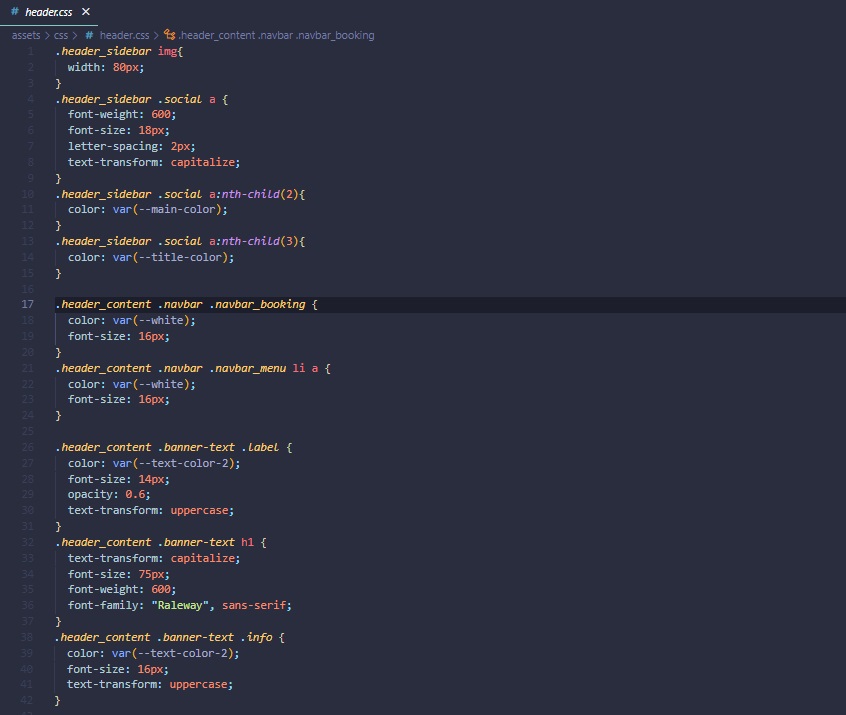 # header.css ×
assets > css > # header.css > .header_content .navbar .navbar_booking
1 .header_sidebar img{
2 width: 80px;
3 }
4 .header_sidebar .social a {
5 font-weight: 600;
6 font-size: 18px;
7 letter-spacing: 2px;
8 text-transform: capitalize;
9 }
10 .header_sidebar .social a:nth-child(2){
11 color: var(--main-color);
12 }
13 .header_sidebar .social a:nth-child(3){
14 color: var(--title-color);
15 }
16
17 .header_content .navbar .navbar_booking {
18 color: var(--white);
19 font-size: 16px;
20 }
21 .header_content .navbar .navbar_menu li a {
22 color: var(--white);
23 font-size: 16px;
24 }
25
26 .header_content .banner-text .label {
27 color: var(--text-color-2);
28 font-size: 14px;
29 opacity: 0.6;
30 text-transform: uppercase;
31 }
32 .header_content .banner-text h1 {
33 text-transform: capitalize;
34 font-size: 75px;
35 font-weight: 600;
36 font-family: "Raleway", sans-serif;
37 }
38 .header_content .banner-text .info {
39 color: var(--text-color-2);
40 font-size: 16px;
41 text-transform: uppercase;
42 }